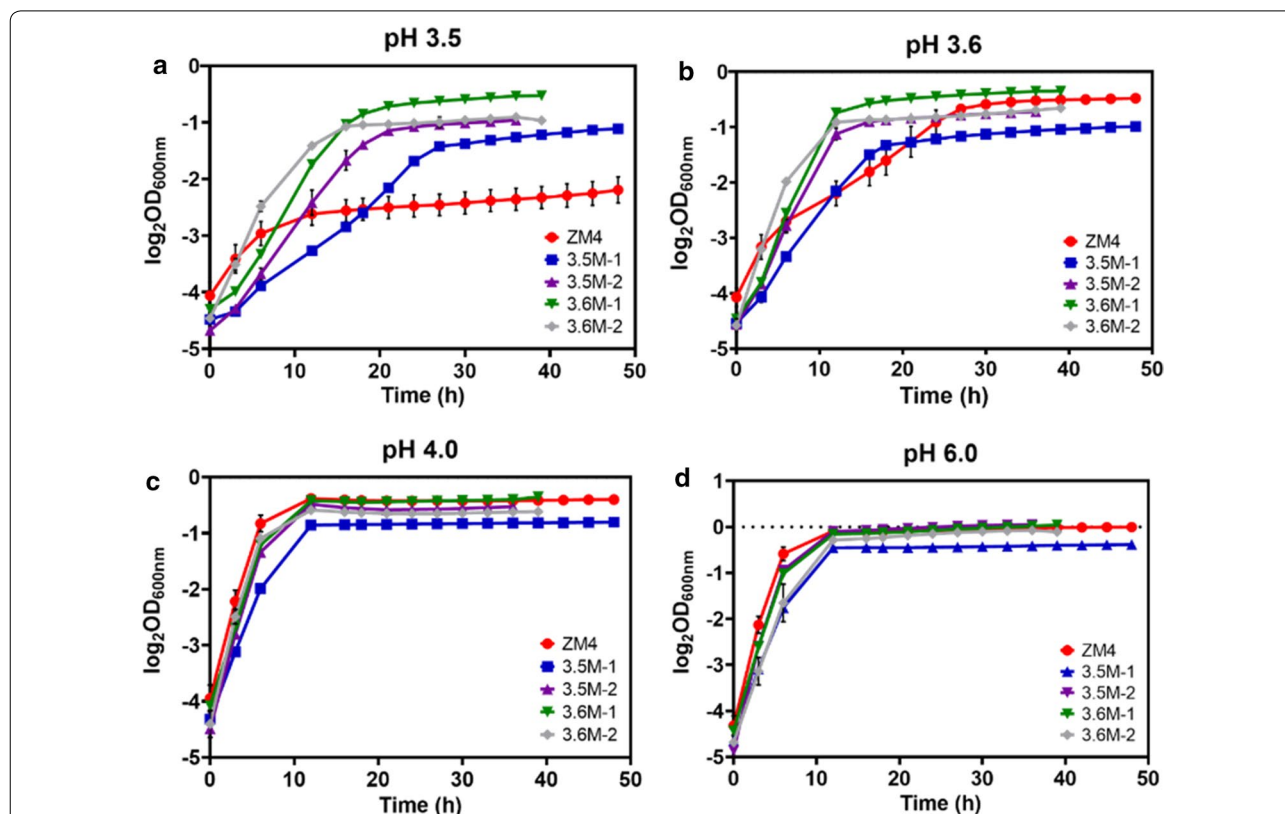 pH 3.5
a
0
-1
-2
-3
-4
-5
log2OD600nm
ZM4
3.5M-1
3.5M-2
3.6M-1
3.6M-2
0 10 20 30 40 50
Time (h)
pH 3.6
b
0
-1
-2
-3
-4
-5
log2OD600nm
ZM4
3.5M-1
3.5M-2
3.6M-1
3.6M-2
0 10 20 30 40 50
Time (h)
pH 4.0
c
0
-1
-2
-3
-4
-5
log2OD600nm
ZM4
3.5M-1
3.5M-2
3.6M-1
3.6M-2
0 10 20 30 40 50
Time (h)
pH 6.0
d
1
0
-1
-2
-3
-4
-5
log2OD600nm
ZM4
3.5M-1
3.5M-2
3.6M-1
3.6M-2
0 10 20 30 40 50
Time (h)